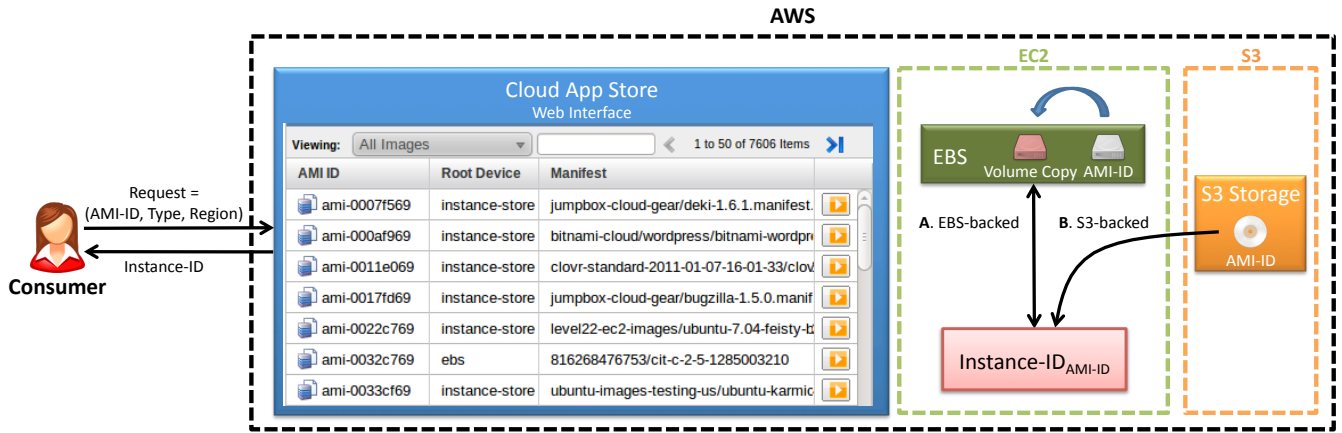 AWS
Cloud App Store
Web Interface
Viewing: All Images 1 to 50 of 7606 Items
AMI ID Root Device Manifest
ami-0007f569 instance-store jumpbox-cloud-gear/deki-1.6.1.manifest.
ami-000af969 instance-store bitnami-cloud/wordpress/bitnami-wordpre
ami-0011e069 instance-store clovr-standard-2011-01-07-16-01-33/clov
ami-0017fd69 instance-store jumpbox-cloud-gear/bugzilla-1.5.0.manif
ami-0022c769 instance-store level22-ec2-images/ubuntu-7.04-feisty-b
ami-0032c769 ebs 816268476753/cit-c-2-5-1285003210
ami-0033cf69 instance-store ubuntu-images-testing-us/ubuntu-karmic
Request =
(AMI-ID, Type, Region)
Instance-ID
Consumer
EC2
EBS
Volume Copy AMI-ID
A. EBS-backed
B. S3-backed
Instance-ID AMI-ID
S3
S3 Storage
AMI-ID